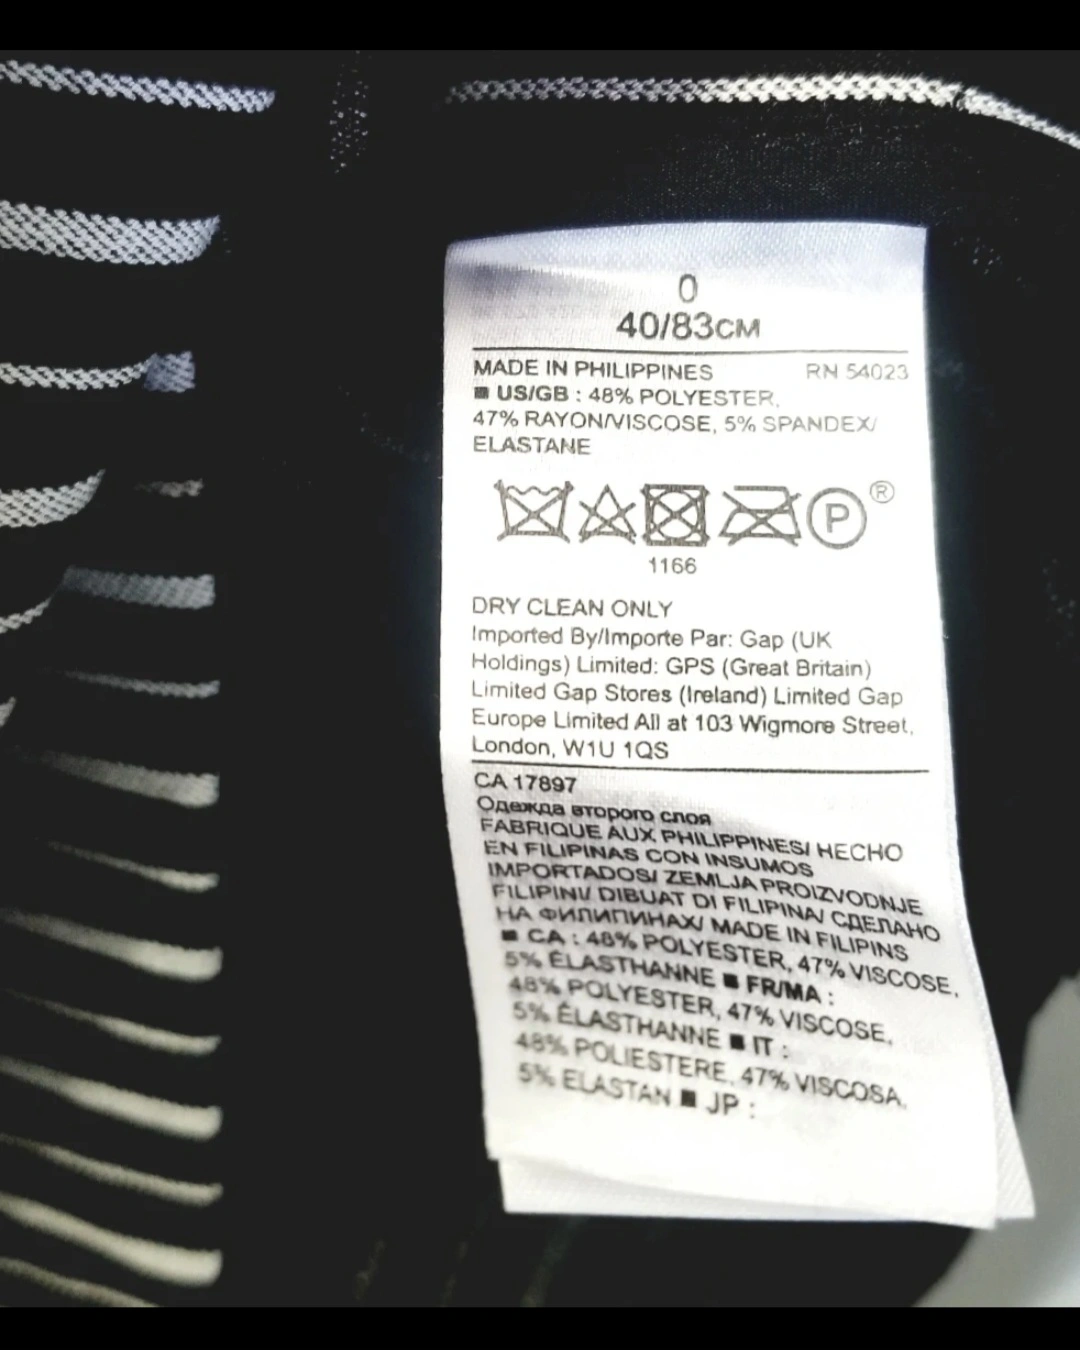 0
40/83CM
MADE IN PHILIPPINES RN 54023
■ US/GB : 48% POLYESTER,
47% RAYON/VISCOSE, 5% SPANDEX/
ELASTANE
P ®
1166
DRY CLEAN ONLY
Imported By/Importe Par: Gap (UK
Holdings) Limited: GPS (Great Britain)
Limited Gap Stores (Ireland) Limited Gap
Europe Limited All at 103 Wigmore Street,
London, W1U 1QS
CA 17897
Одежда второго слоя
FABRIQUE AUX PHILIPPINES/ HECHO
EN FILIPINAS CON INSUMOS
IMPORTADOS/ ZEMLJA PROIZVODNJE
FILIPINI/ DIBUAT DI FILIPINA/ СДЕЛАНО
НА ФИЛИПИНАХ/ MADE IN FILIPINS
■ CA : 48% POLYESTER, 47% VISCOSE,
5% ÉLASTHANNE ■ FR/MA :
48% POLYESTER, 47% VISCOSE,
5% ÉLASTHANNE ■ IT :
48% POLIESTERE, 47% VISCOSA,
5% ELASTAN ■ JP :